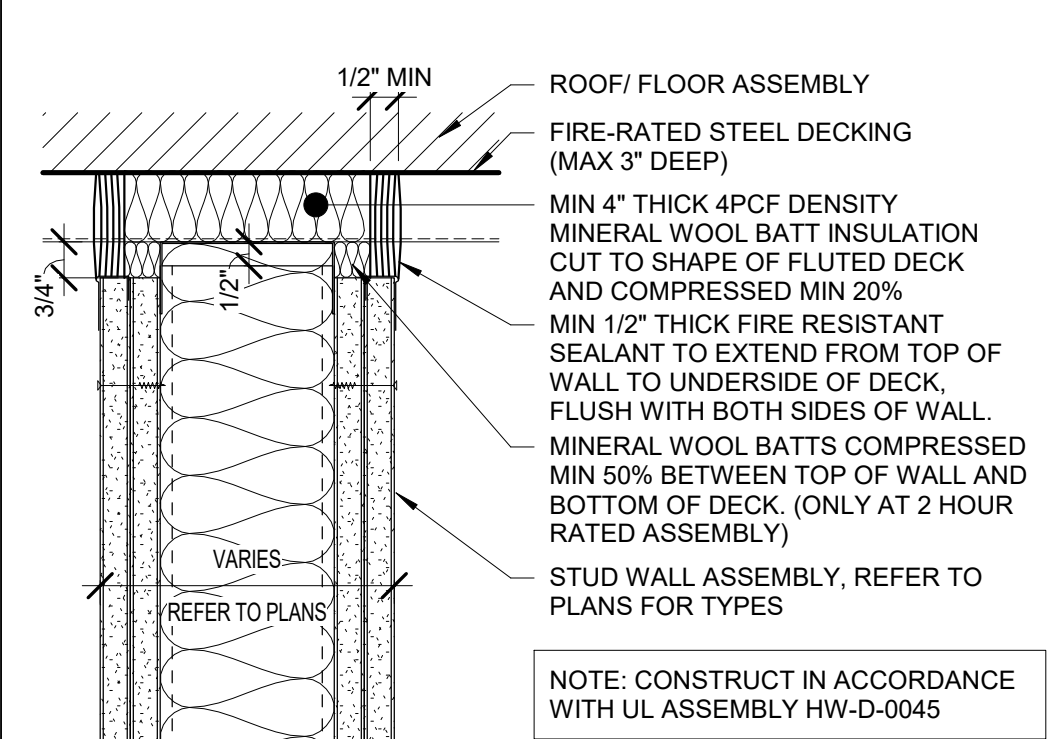 1/2" MIN
ROOF/ FLOOR ASSEMBLY
FIRE-RATED STEEL DECKING
(MAX 3" DEEP)
MIN 4" THICK 4PCF DENSITY
MINERAL WOOL BATT INSULATION
CUT TO SHAPE OF FLUTED DECK
AND COMPRESSED MIN 20%
3/4"
1/2"
MIN 1/2" THICK FIRE RESISTANT
SEALANT TO EXTEND FROM TOP OF
WALL TO UNDERSIDE OF DECK,
FLUSH WITH BOTH SIDES OF WALL.
MINERAL WOOL BATTS COMPRESSED
MIN 50% BETWEEN TOP OF WALL AND
BOTTOM OF DECK. (ONLY AT 2 HOUR
RATED ASSEMBLY)
VARIES
REFER TO PLANS
STUD WALL ASSEMBLY, REFER TO
PLANS FOR TYPES
NOTE: CONSTRUCT IN ACCORDANCE
WITH UL ASSEMBLY HW-D-0045